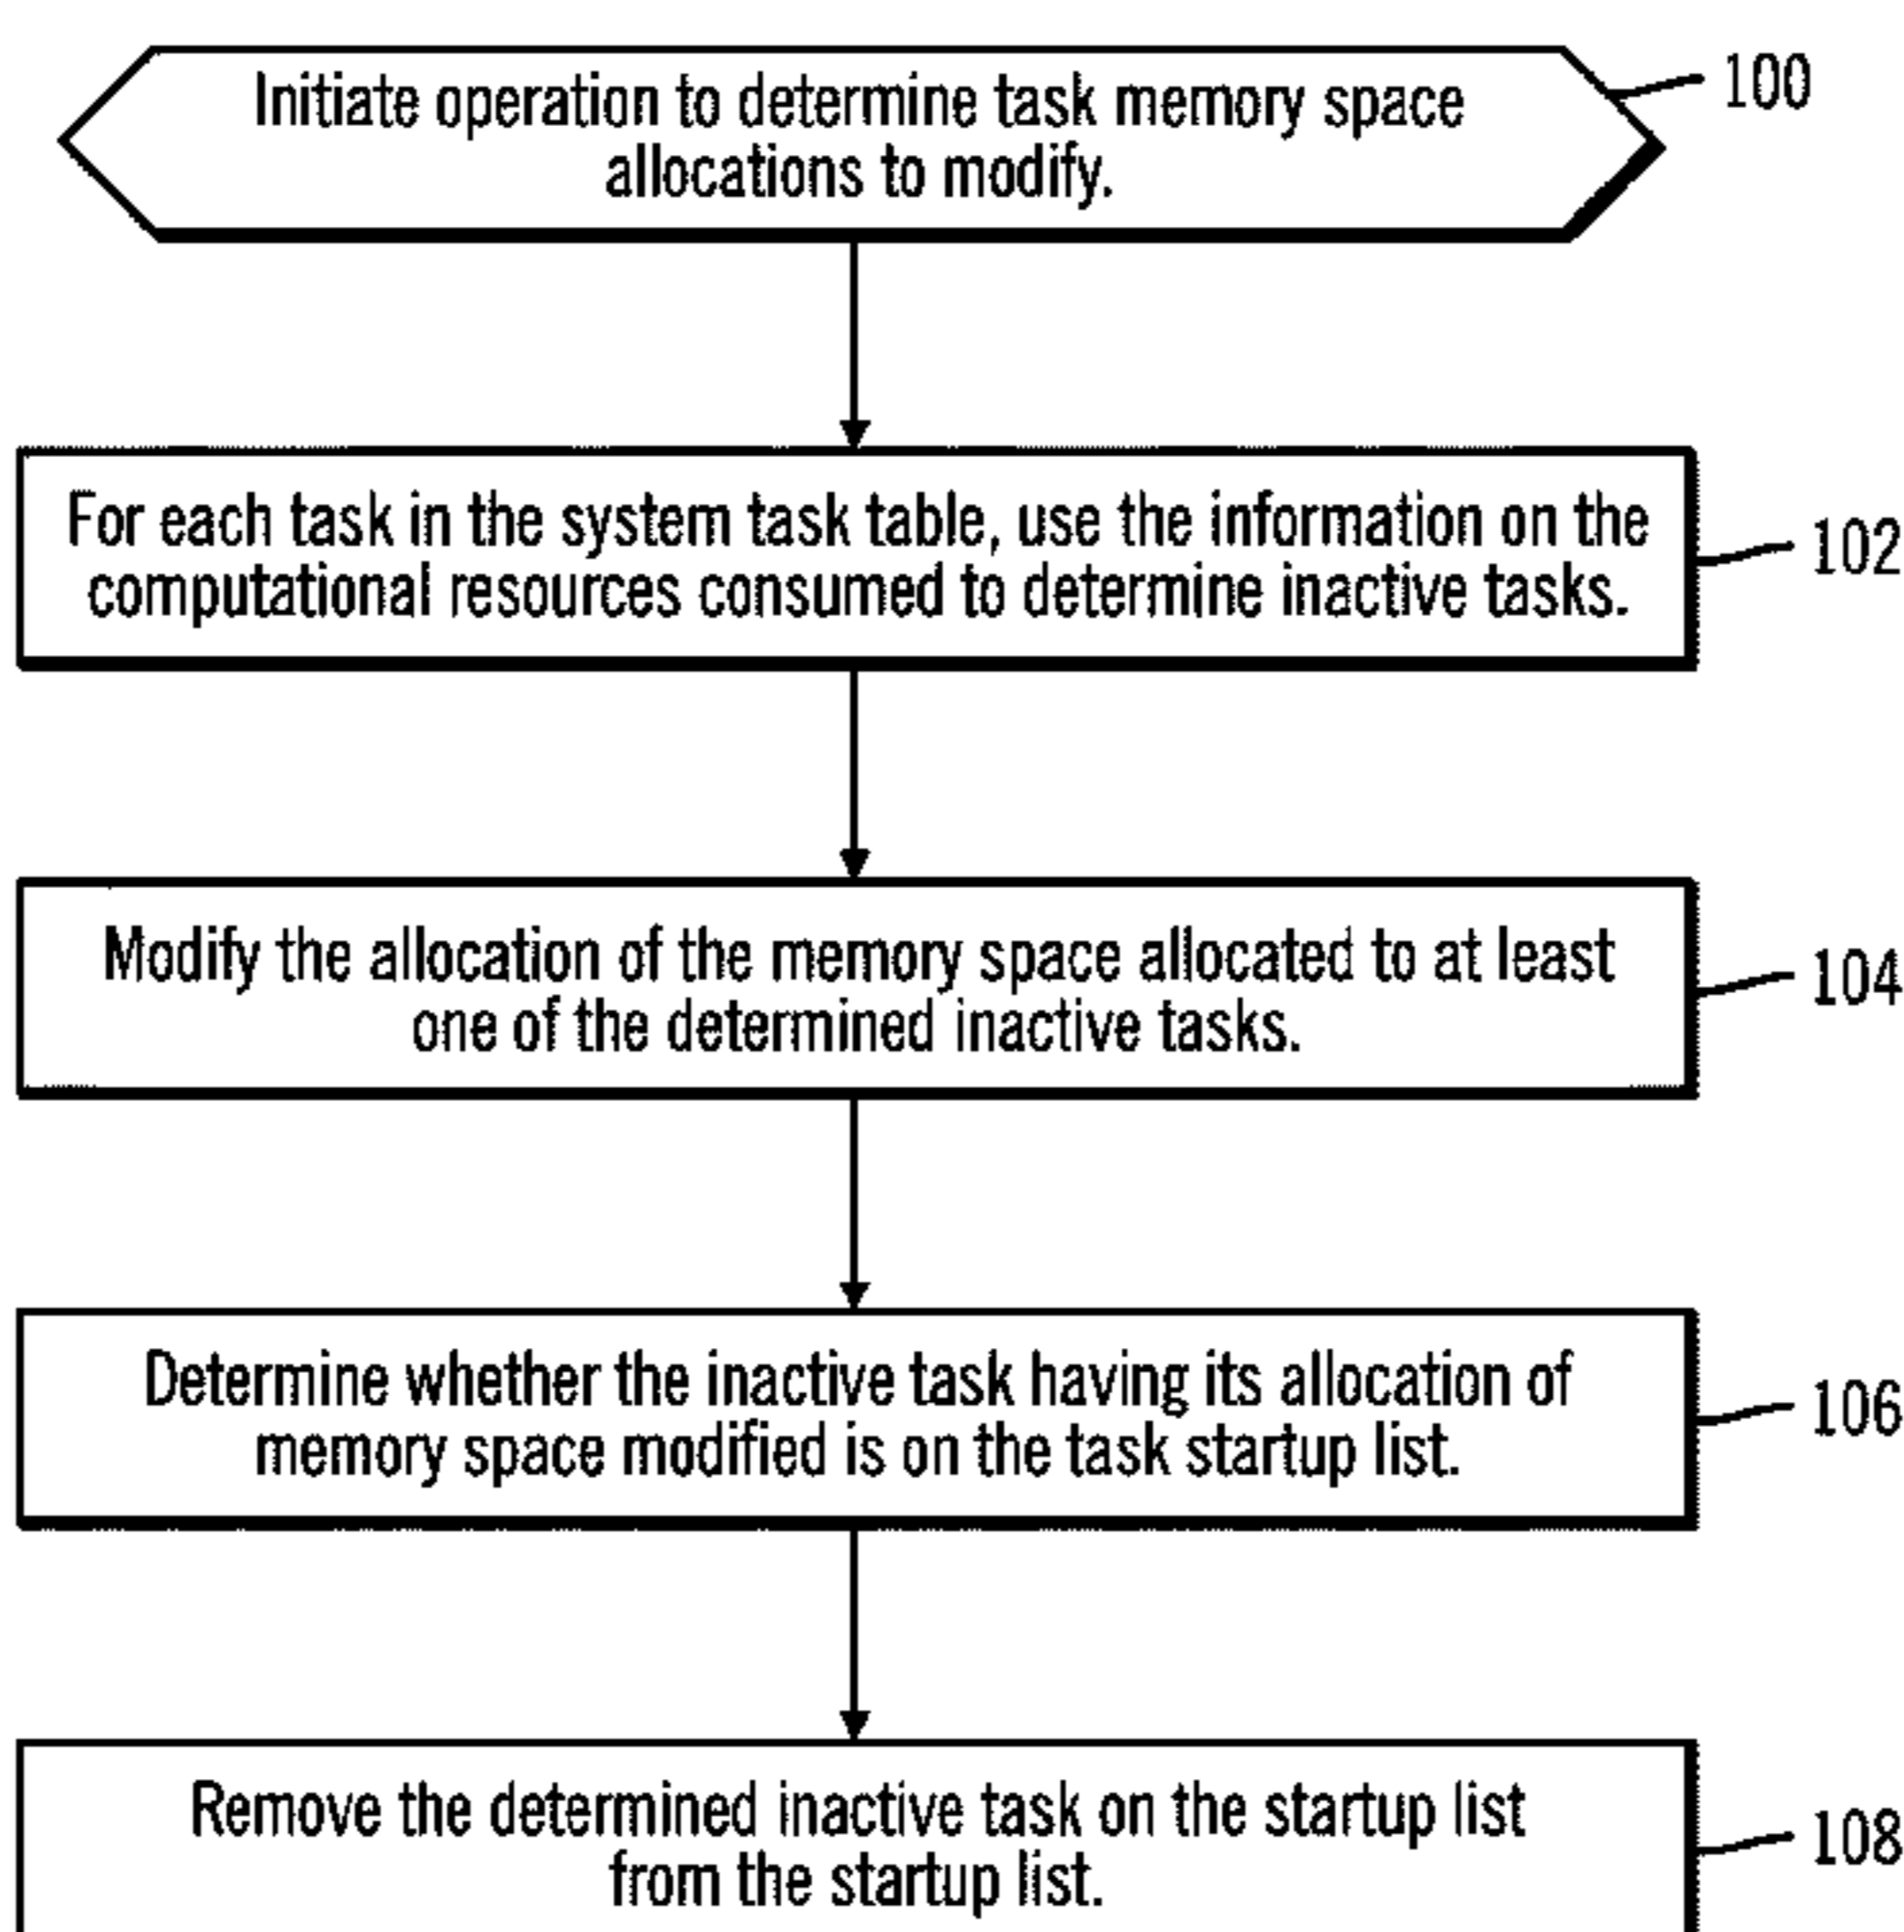 Initiate operation to determine task memory space
allocations to modify.
100
For each task in the system task table, use the information on the
computational resources consumed to determine inactive tasks.
102
Modify the allocation of the memory space allocated to at least
one of the determined inactive tasks.
104
Determine whether the inactive task having its allocation of
memory space modified is on the task startup list.
106
Remove the determined inactive task on the startup list
from the startup list.
108